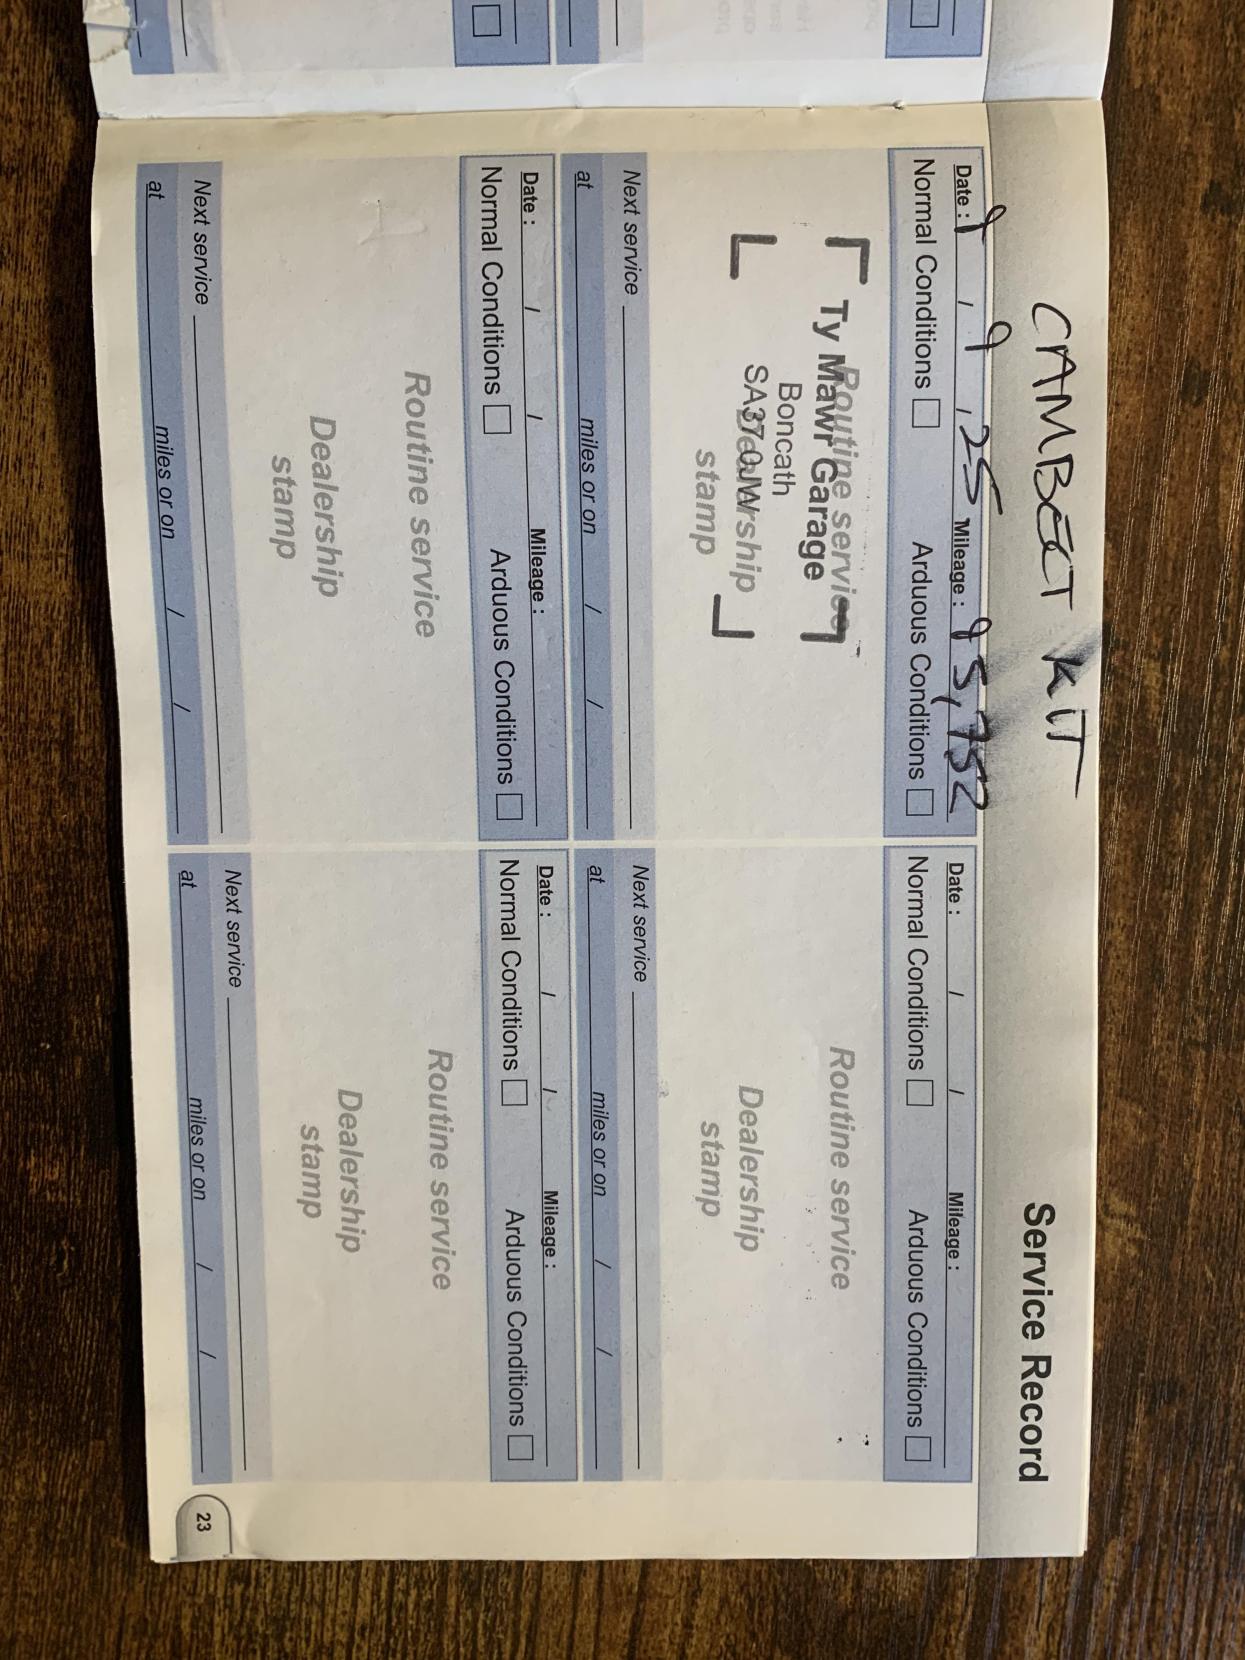 CAMBELT KIT
Service Record
Date : 9 / 9 / 25 Mileage : 95,752
Normal Conditions Arduous Conditions
Routine service
Ty Mawr Garage
Boncath
SA37 0JW
Dealership
stamp
Next service
at miles or on / /
Date : / / Mileage :
Normal Conditions Arduous Conditions
Routine service
Dealership
stamp
Next service
at miles or on / /
Date : / / Mileage :
Normal Conditions Arduous Conditions
Routine service
Dealership
stamp
Next service
at miles or on / /
Date : / / Mileage :
Normal Conditions Arduous Conditions
Routine service
Dealership
stamp
Next service
at miles or on / /
23